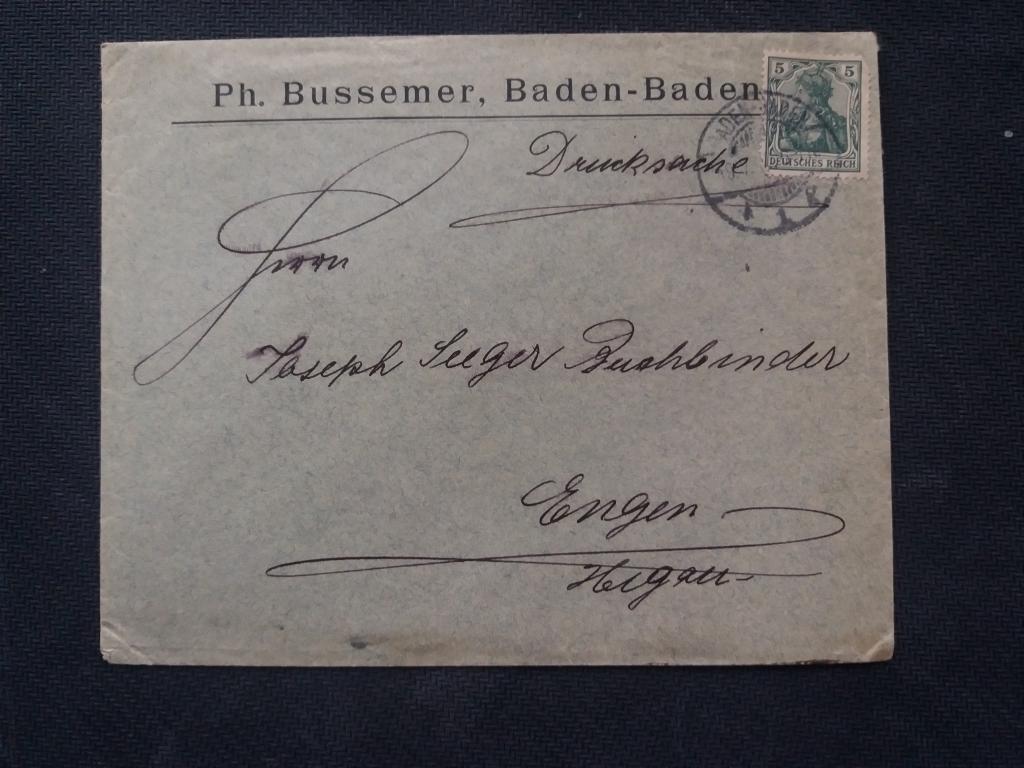 Ph. Bussemer, Baden-Baden
5 5
DEUTSCHES REICH
Drucksache
Herrn
Joseph Seeger Buchbinder
Engen
Hegau